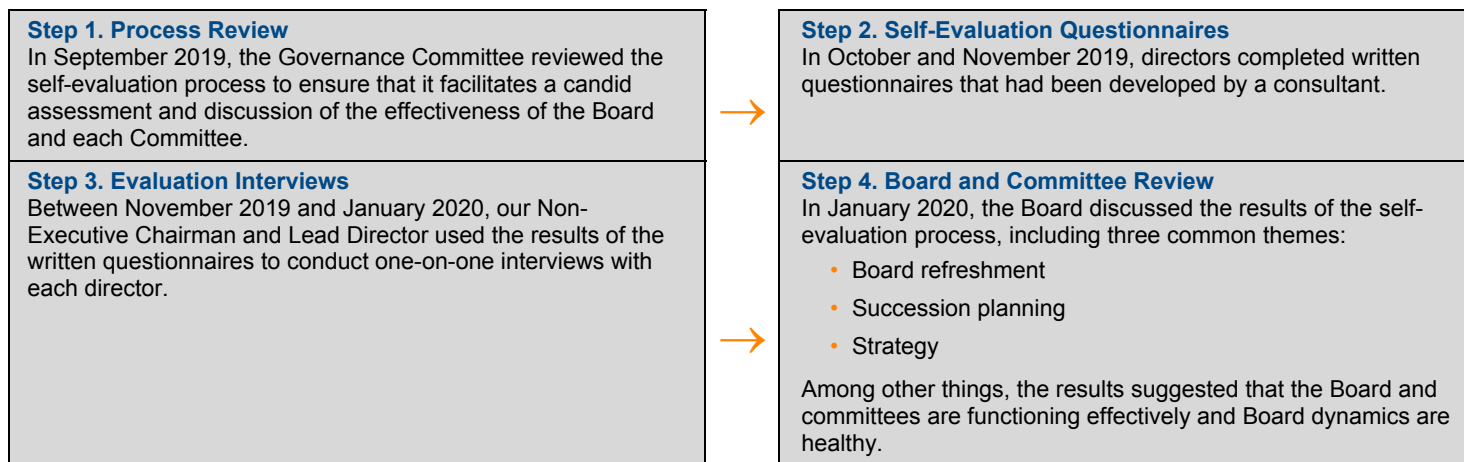 Step 1. Process Review
In September 2019, the Governance Committee reviewed the
self-evaluation process to ensure that it facilitates a candid
assessment and discussion of the effectiveness of the Board
and each Committee.
→
Step 2. Self-Evaluation Questionnaires
In October and November 2019, directors completed written
questionnaires that had been developed by a consultant.
Step 3. Evaluation Interviews
Between November 2019 and January 2020, our Non-
Executive Chairman and Lead Director used the results of the
written questionnaires to conduct one-on-one interviews with
each director.
→
Step 4. Board and Committee Review
In January 2020, the Board discussed the results of the self-
evaluation process, including three common themes:
• Board refreshment
• Succession planning
• Strategy
Among other things, the results suggested that the Board and
committees are functioning effectively and Board dynamics are
healthy.